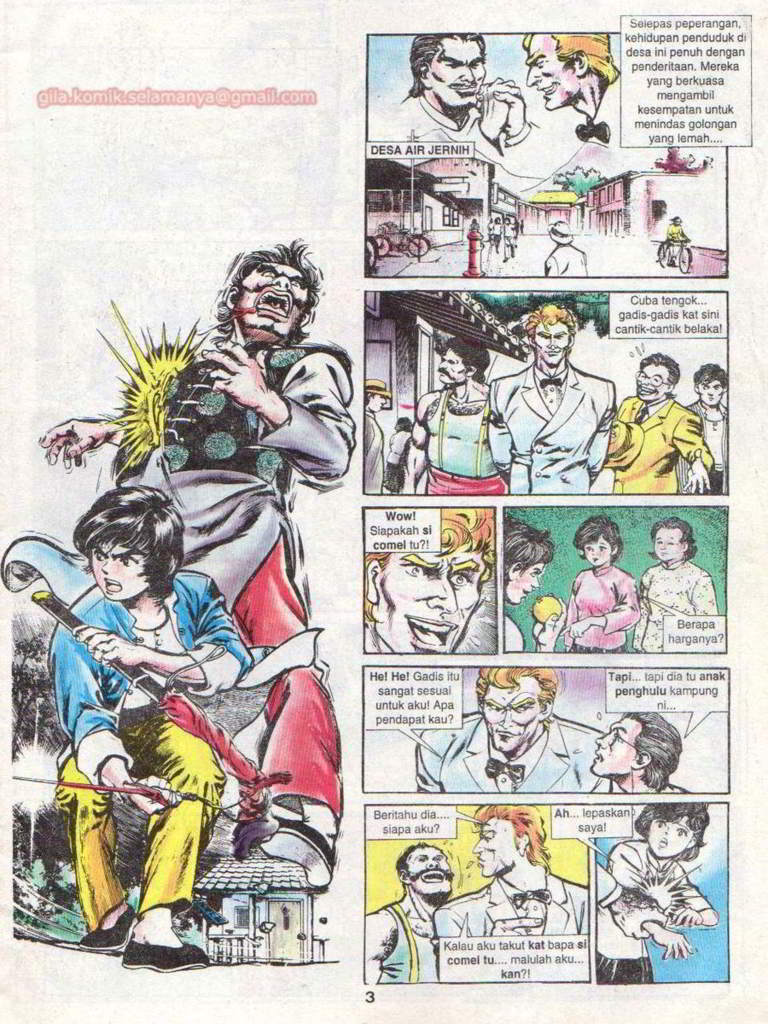 gila.komik.selamanya@gmail.com
Selepas peperangan,
kehidupan penduduk di
desa ini penuh dengan
penderitaan. Mereka
yang berkuasa
mengambil
kesempatan untuk
menindas golongan
yang lemah....
DESA AIR JERNIH
Cuba tengok...
gadis-gadis kat sini
cantik-cantik belaka!
Wow!
Siapakah si
comel tu?!
Berapa
harganya?
He! He! Gadis itu
sangat sesuai
untuk aku! Apa
pendapat kau?
Tapi... tapi dia tu anak
penghulu kampung
ni...
Beritahu dia....
siapa aku?
Ah... lepaskan
saya!
Kalau aku takut kat bapa si
comel tu.... malulah aku...
kan?!
3